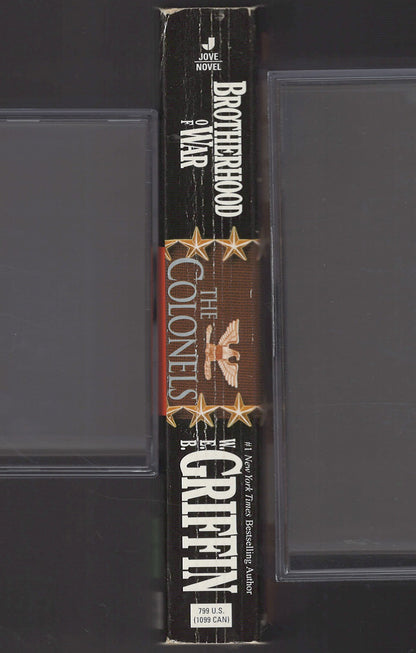 J
JOVE
NOVEL
BROTHERHOOD
OF
WAR
THE
COLONELS
#1 New York Times Bestselling Author
W.
E.
B.
GRIFFIN
799 U.S.
(1099 CAN)